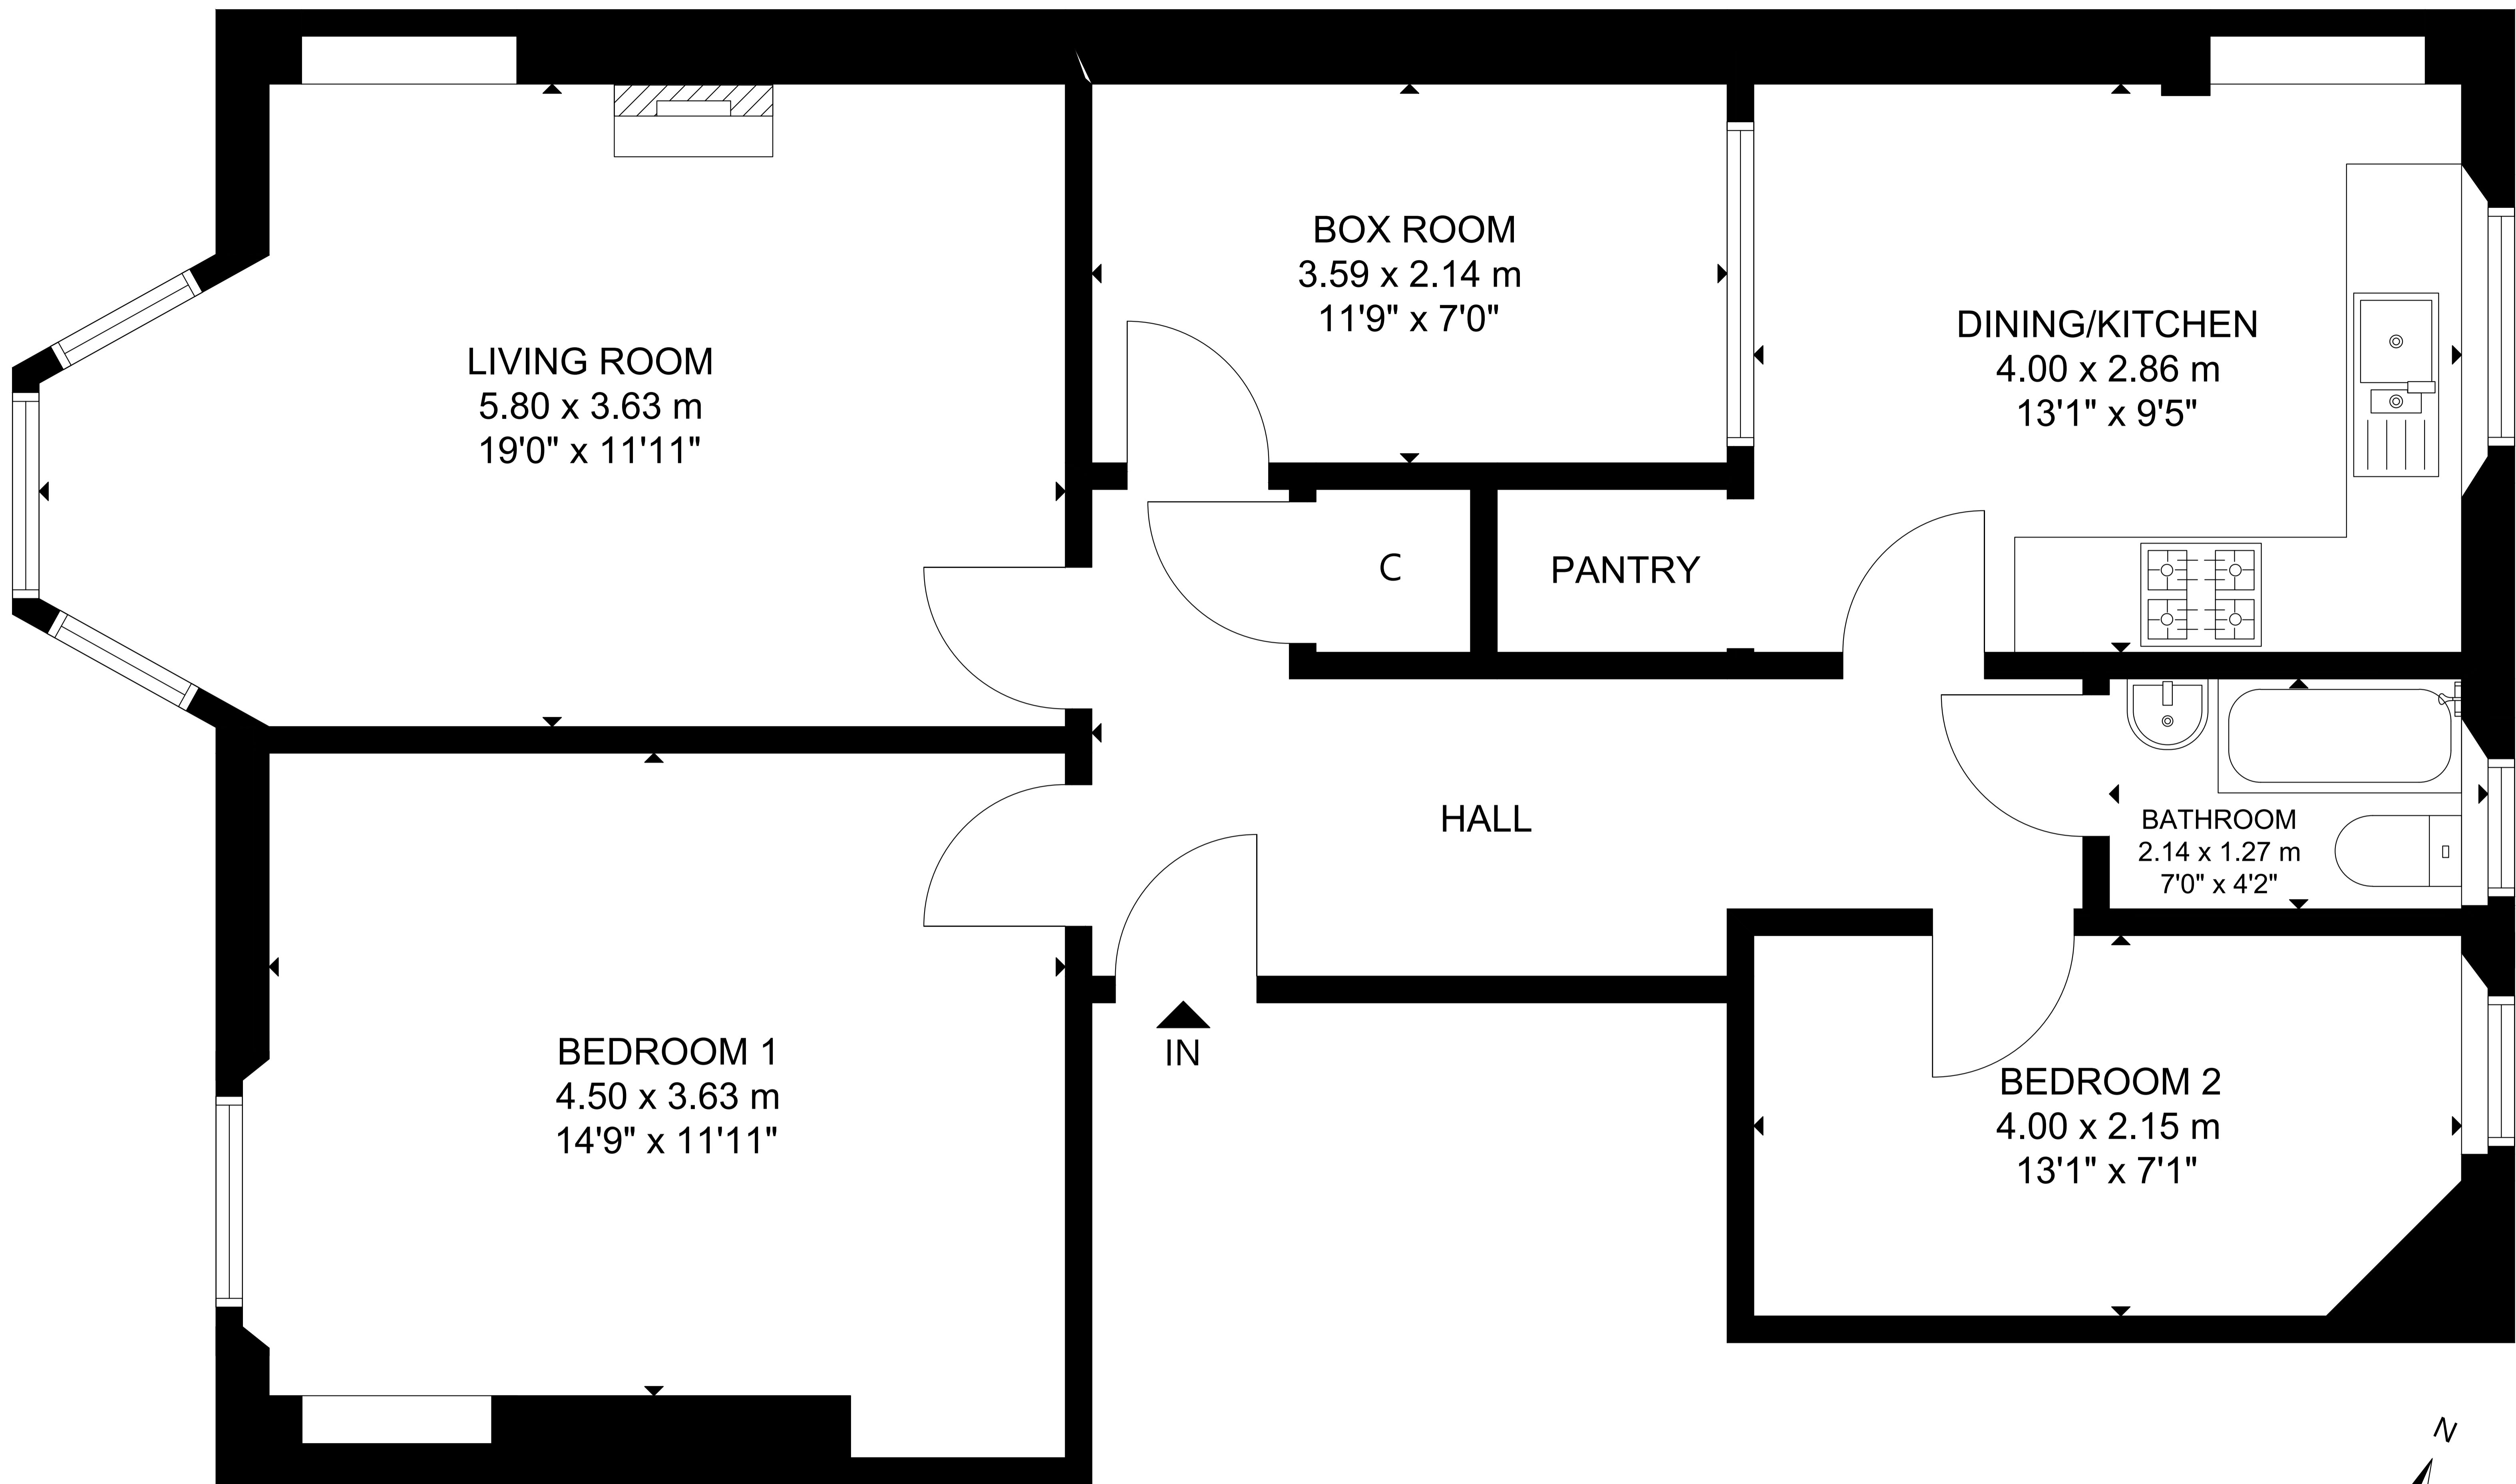 LIVING ROOM
5.80 x 3.63 m
19'0" x 11'11"
BOX ROOM
3.59 x 2.14 m
11'9" x 7'0"
DINING/KITCHEN
4.00 x 2.86 m
13'1" x 9'5"
C
PANTRY
HALL
BATHROOM
2.14 x 1.27 m
7'0" x 4'2"
IN
BEDROOM 1
4.50 x 3.63 m
14'9" x 11'11"
BEDROOM 2
4.00 x 2.15 m
13'1" x 7'1"
N